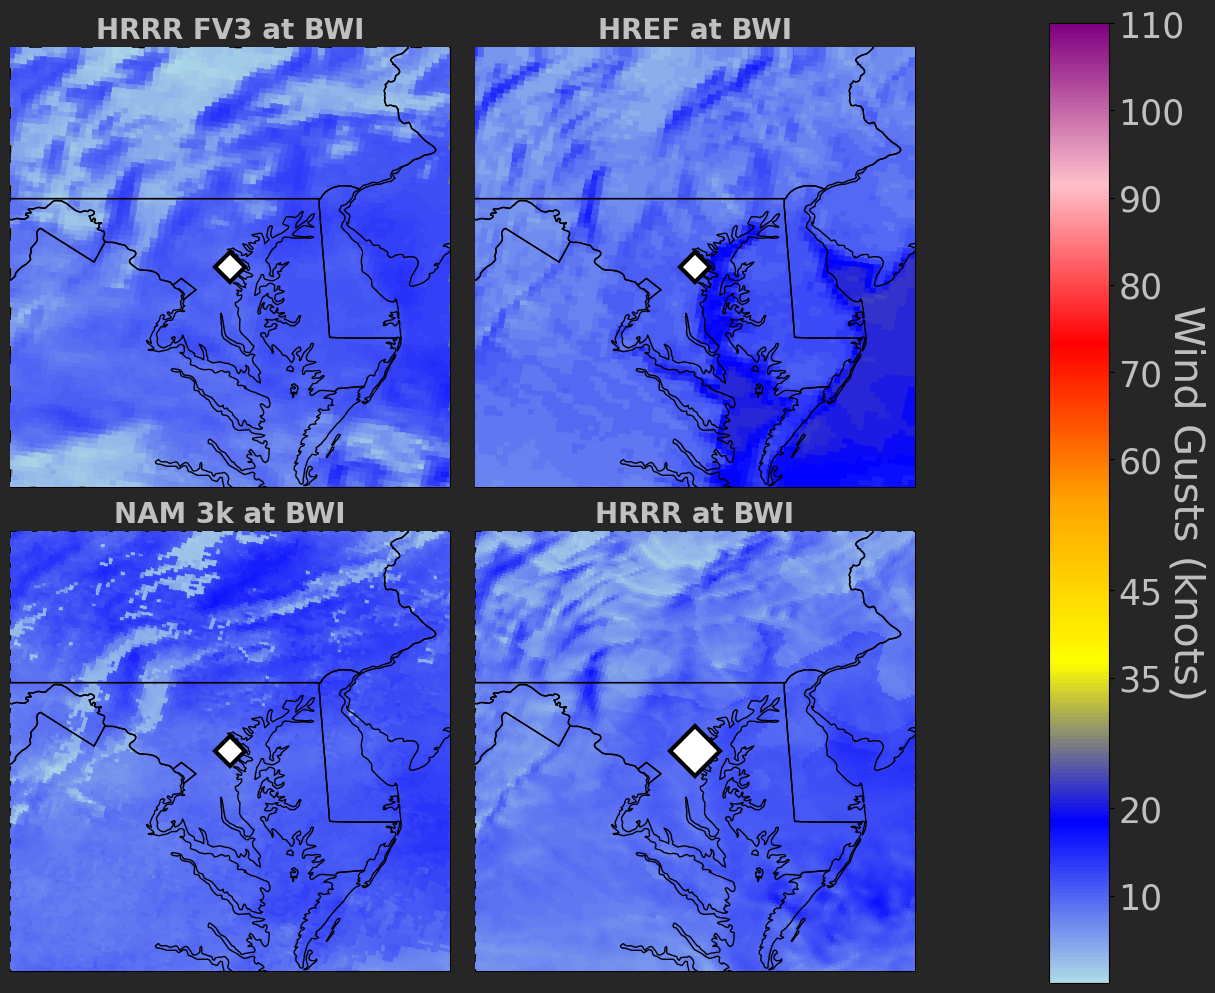 HRRR FV3 at BWI
HREF at BWI
NAM 3k at BWI
HRRR at BWI
110
100
90
80
70
60
45
35
20
10
Wind Gusts (knots)